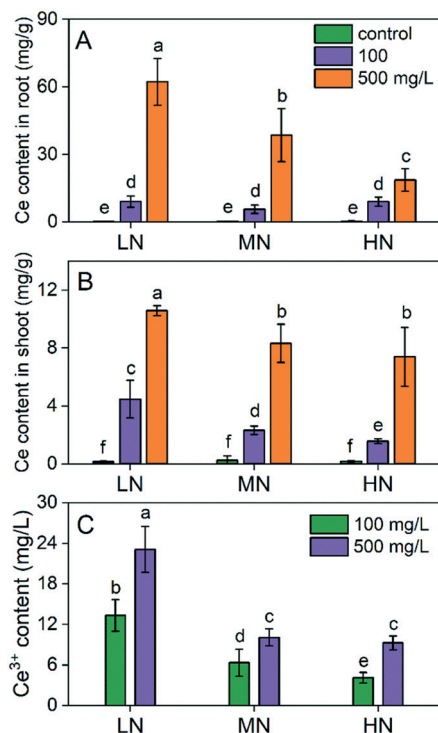 A
control
100
500 mg/L
Ce content in root (mg/g)
90
60
30
0
e
d
a
e
d
b
e
d
c
LN
MN
HN
B
Ce content in shoot (mg/g)
12
8
4
0
f
c
a
f
d
b
f
e
b
LN
MN
HN
C
100 mg/L
500 mg/L
Ce³⁺ content (mg/L)
30
24
18
12
6
0
b
a
d
c
e
c
LN
MN
HN